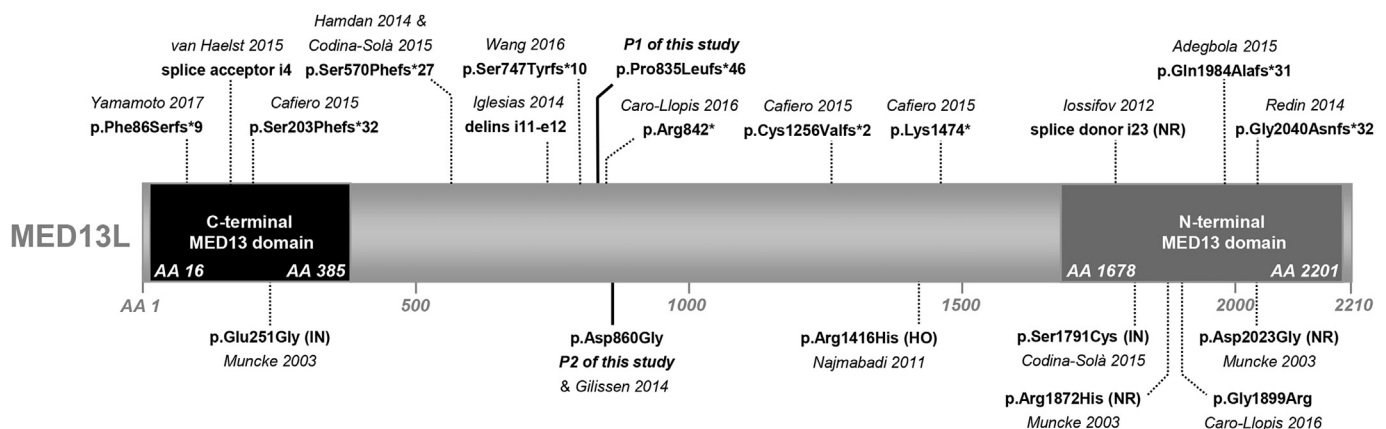 Hamdan 2014 &
van Haelst 2015
Codina-Solà 2015
Wang 2016
P1 of this study
Adegbola 2015
splice acceptor i4
p.Ser570Phefs*27
p.Ser747Tyrfs*10
p.Pro835Leufs*46
p.Gln1984Alafs*31
Yamamoto 2017
Cafiero 2015
Iglesias 2014
Caro-Llopis 2016
Cafiero 2015
Cafiero 2015
Iossifov 2012
Redin 2014
p.Phe86Serfs*9
p.Ser203Phefs*32
delins i11-e12
p.Arg842*
p.Cys1256Valfs*2
p.Lys1474*
splice donor i23 (NR)
p.Gly2040Asnfs*32
MED13L
C-terminal
MED13 domain
AA 16
AA 385
N-terminal
MED13 domain
AA 1678
AA 2201
AA 1
500
1000
1500
2000
2210
p.Glu251Gly (IN)
Muncke 2003
p.Asp860Gly
P2 of this study
& Gilissen 2014
p.Arg1416His (HO)
Najmabadi 2011
p.Ser1791Cys (IN)
Codina-Solà 2015
p.Asp2023Gly (NR)
Muncke 2003
p.Arg1872His (NR)
Muncke 2003
p.Gly1899Arg
Caro-Llopis 2016